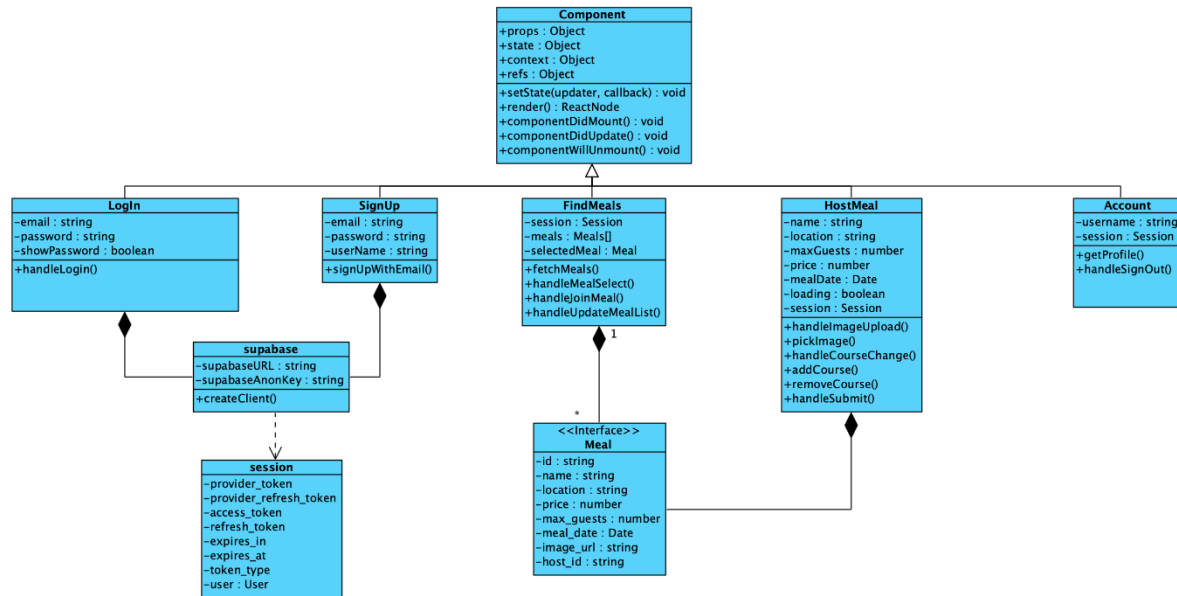 Component
+props : Object
+state : Object
+context : Object
+refs : Object
+setState(updater, callback) : void
+render() : ReactNode
+componentDidMount() : void
+componentDidUpdate() : void
+componentWillUnmount() : void
LogIn
-email : string
-password : string
-showPassword : boolean
+handleLogin()
SignUp
-email : string
-password : string
-userName : string
+signUpWithEmail()
FindMeals
-session : Session
-meals : Meals[]
-selectedMeal : Meal
+fetchMeals()
+handleMealSelect()
+handleJoinMeal()
+handleUpdateMealList()
HostMeal
-name : string
-location : string
-maxGuests : number
-price : number
-mealDate : Date
-loading : boolean
-session : Session
+handleImageUpload()
+pickImage()
+handleCourseChange()
+addCourse()
+removeCourse()
+handleSubmit()
Account
-username : string
-session : Session
+getProfile()
+handleSignOut()
supabase
-supabaseURL : string
-supabaseAnonKey : string
+createClient()
1
*
session
-provider_token
-provider_refresh_token
-access_token
-refresh_token
-expires_in
-expires_at
-token_type
-user : User
<<Interface>>
Meal
-id : string
-name : string
-location : string
-price : number
-max_guests : number
-meal_date : Date
-image_url : string
-host_id : string